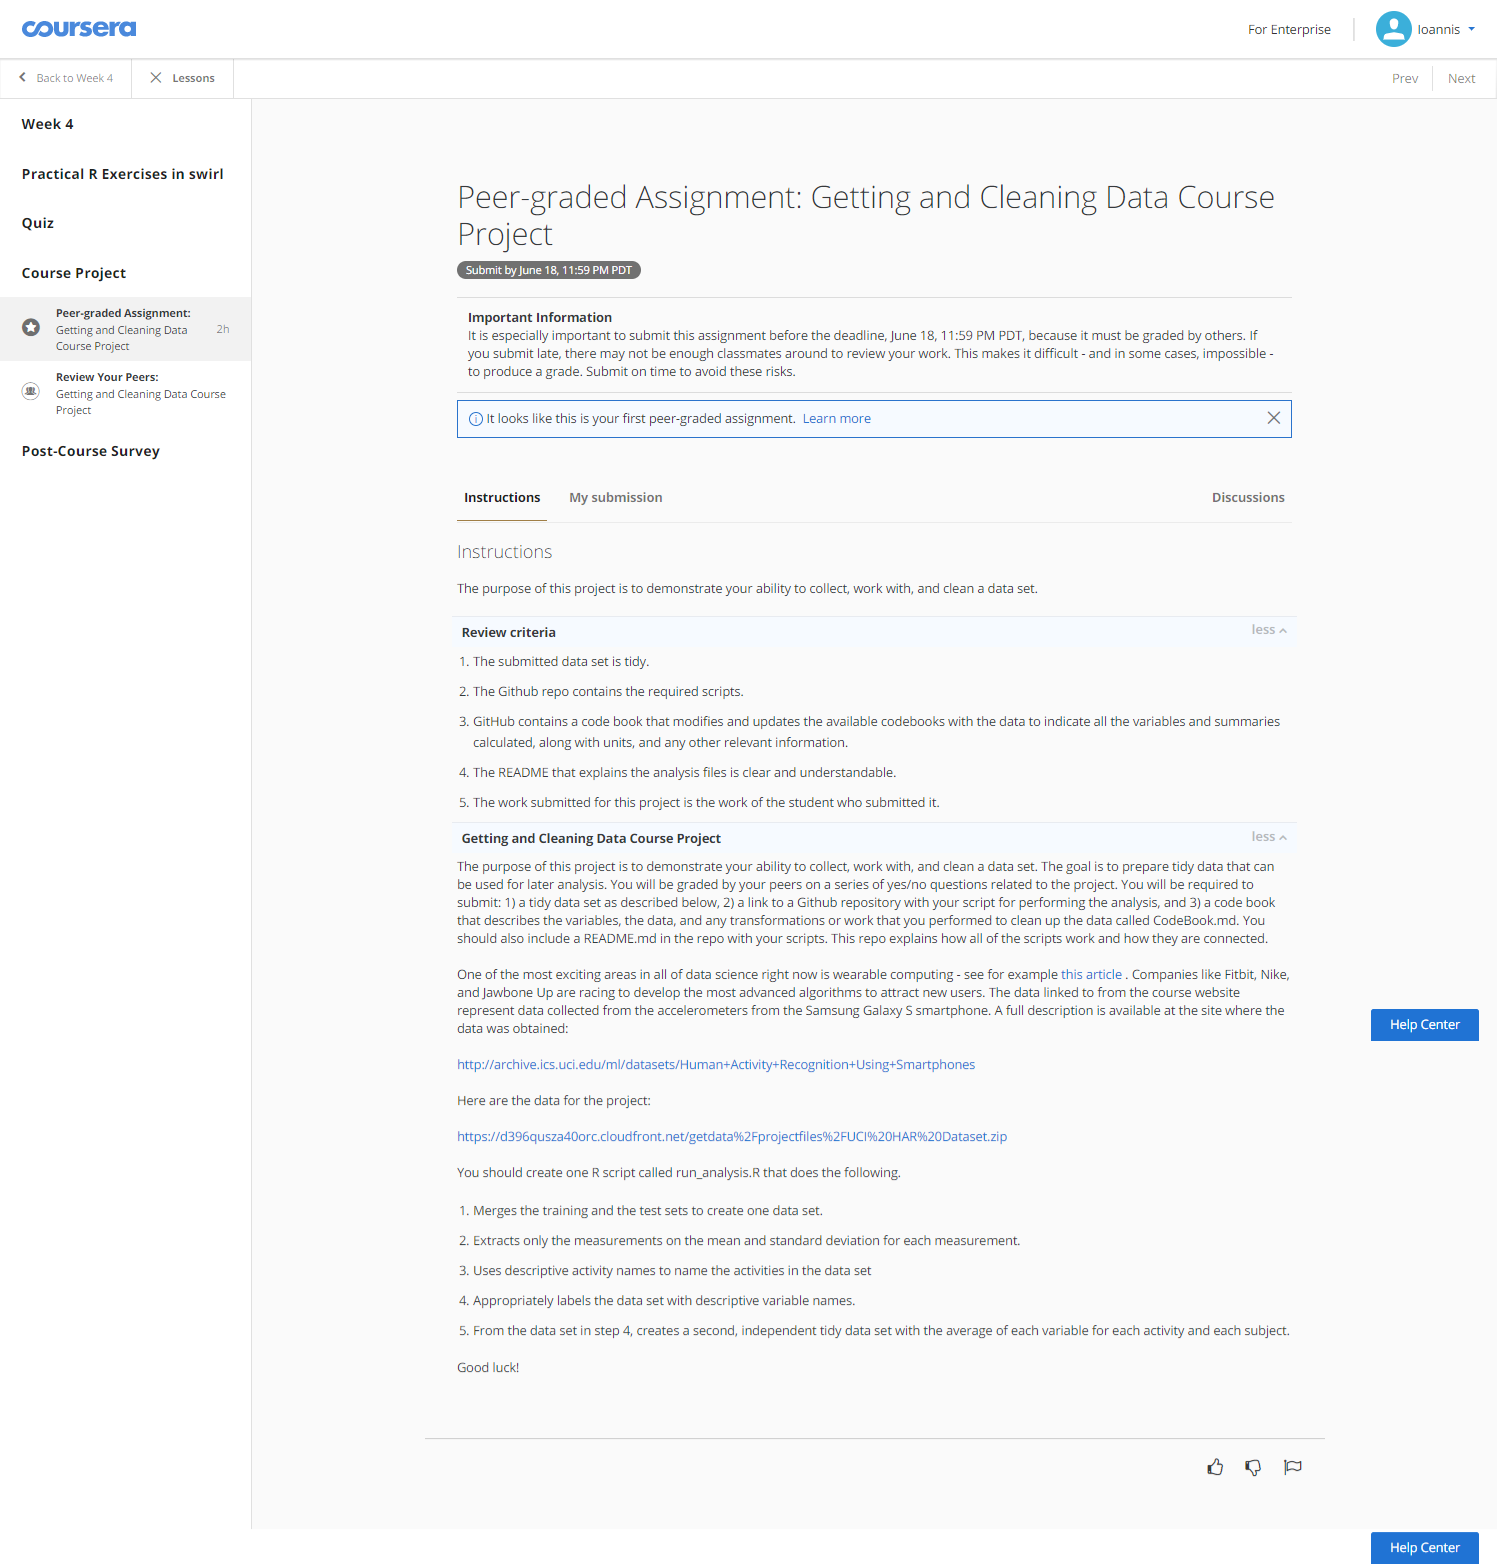 coursera
For Enterprise
Ioannis
Back to Week 4
Lessons
Prev
Next
Week 4
Practical R Exercises in swirl
Quiz
Course Project
Peer-graded Assignment:
Getting and Cleaning Data
Course Project
2h
Review Your Peers:
Getting and Cleaning Data Course
Project
Post-Course Survey
Peer-graded Assignment: Getting and Cleaning Data Course
Project
Submit by June 18, 11:59 PM PDT
Important Information
It is especially important to submit this assignment before the deadline, June 18, 11:59 PM PDT, because it must be graded by others. If
you submit late, there may not be enough classmates around to review your work. This makes it difficult - and in some cases, impossible -
to produce a grade. Submit on time to avoid these risks.
It looks like this is your first peer-graded assignment. Learn more
Instructions
My submission
Discussions
Instructions
The purpose of this project is to demonstrate your ability to collect, work with, and clean a data set.
Review criteria
less
1. The submitted data set is tidy.
2. The Github repo contains the required scripts.
3. GitHub contains a code book that modifies and updates the available codebooks with the data to indicate all the variables and summaries
calculated, along with units, and any other relevant information.
4. The README that explains the analysis files is clear and understandable.
5. The work submitted for this project is the work of the student who submitted it.
Getting and Cleaning Data Course Project
less
The purpose of this project is to demonstrate your ability to collect, work with, and clean a data set. The goal is to prepare tidy data that can
be used for later analysis. You will be graded by your peers on a series of yes/no questions related to the project. You will be required to
submit: 1) a tidy data set as described below, 2) a link to a Github repository with your script for performing the analysis, and 3) a code book
that describes the variables, the data, and any transformations or work that you performed to clean up the data called CodeBook.md. You
should also include a README.md in the repo with your scripts. This repo explains how all of the scripts work and how they are connected.
One of the most exciting areas in all of data science right now is wearable computing - see for example this article . Companies like Fitbit, Nike,
and Jawbone Up are racing to develop the most advanced algorithms to attract new users. The data linked to from the course website
represent data collected from the accelerometers from the Samsung Galaxy S smartphone. A full description is available at the site where the
data was obtained:
http://archive.ics.uci.edu/ml/datasets/Human+Activity+Recognition+Using+Smartphones
Here are the data for the project:
https://d396qusza40orc.cloudfront.net/getdata%2Fprojectfiles%2FUCI%20HAR%20Dataset.zip
You should create one R script called run_analysis.R that does the following.
1. Merges the training and the test sets to create one data set.
2. Extracts only the measurements on the mean and standard deviation for each measurement.
3. Uses descriptive activity names to name the activities in the data set
4. Appropriately labels the data set with descriptive variable names.
5. From the data set in step 4, creates a second, independent tidy data set with the average of each variable for each activity and each subject.
Good luck!
Help Center
Help Center